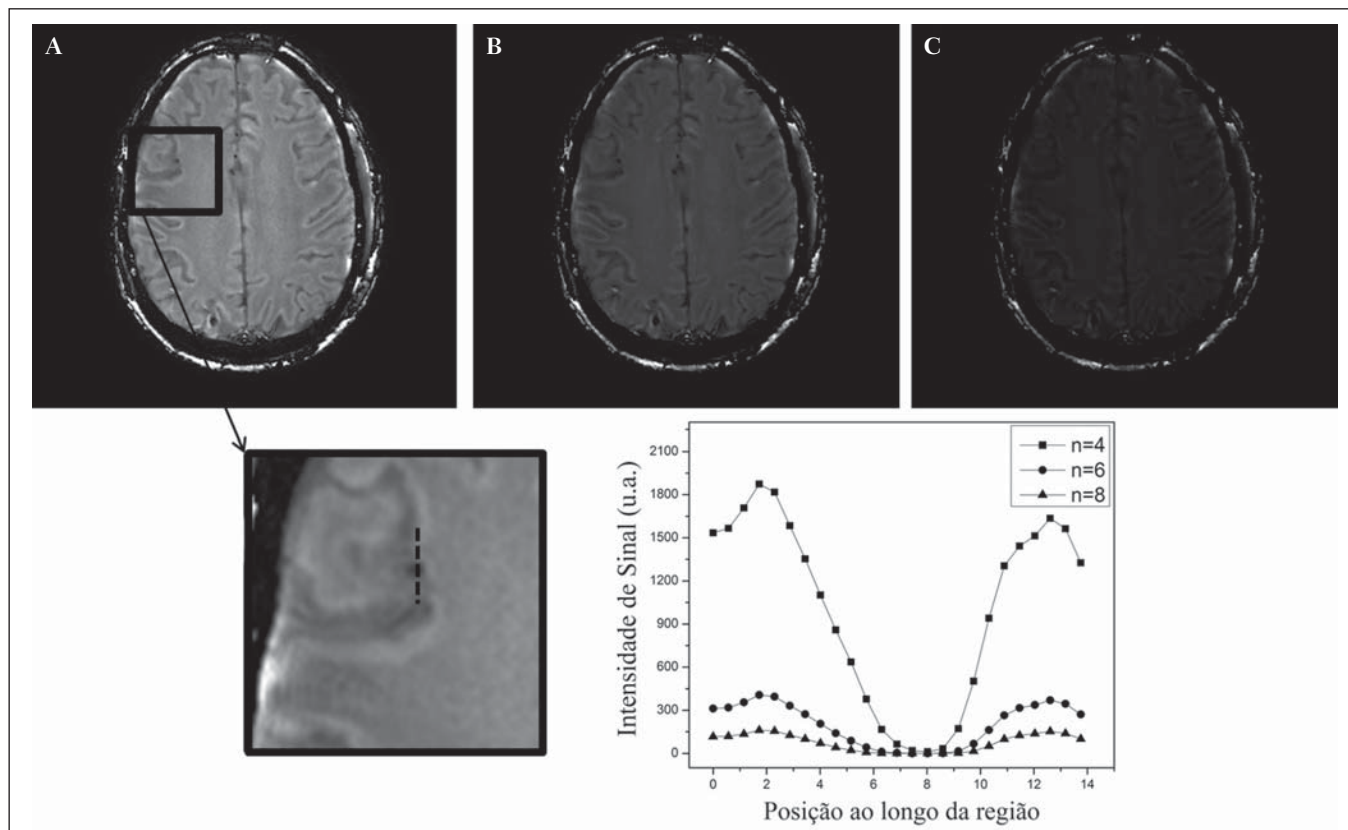 A
B
C
n=4
n=6
n=8
2100
1800
1500
1200
900
600
300
0
Intensidade de Sinal (u.a.)
0 2 4 6 8 10 12 14
Posição ao longo da região